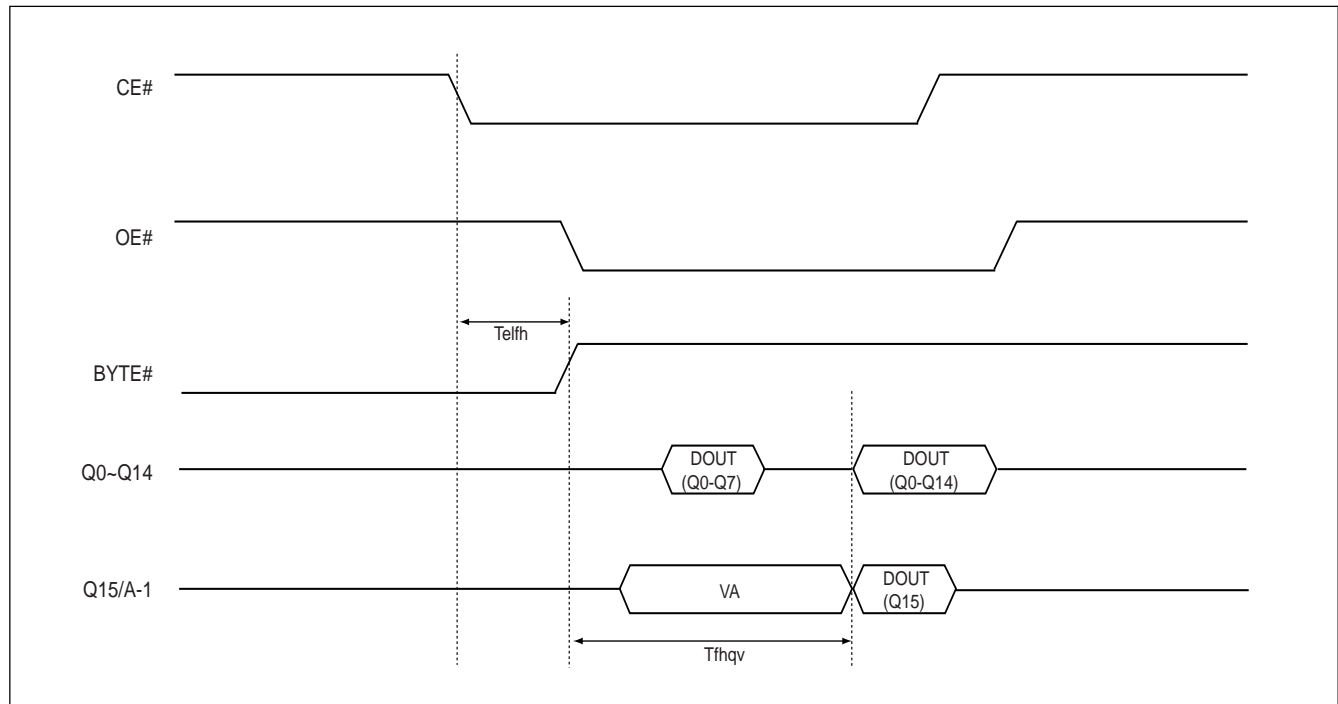 CE#
OE#
Telfh
BYTE#
Q0~Q14
DOUT
(Q0-Q7)
DOUT
(Q0-Q14)
Q15/A-1
VA
DOUT
(Q15)
Tfhqv